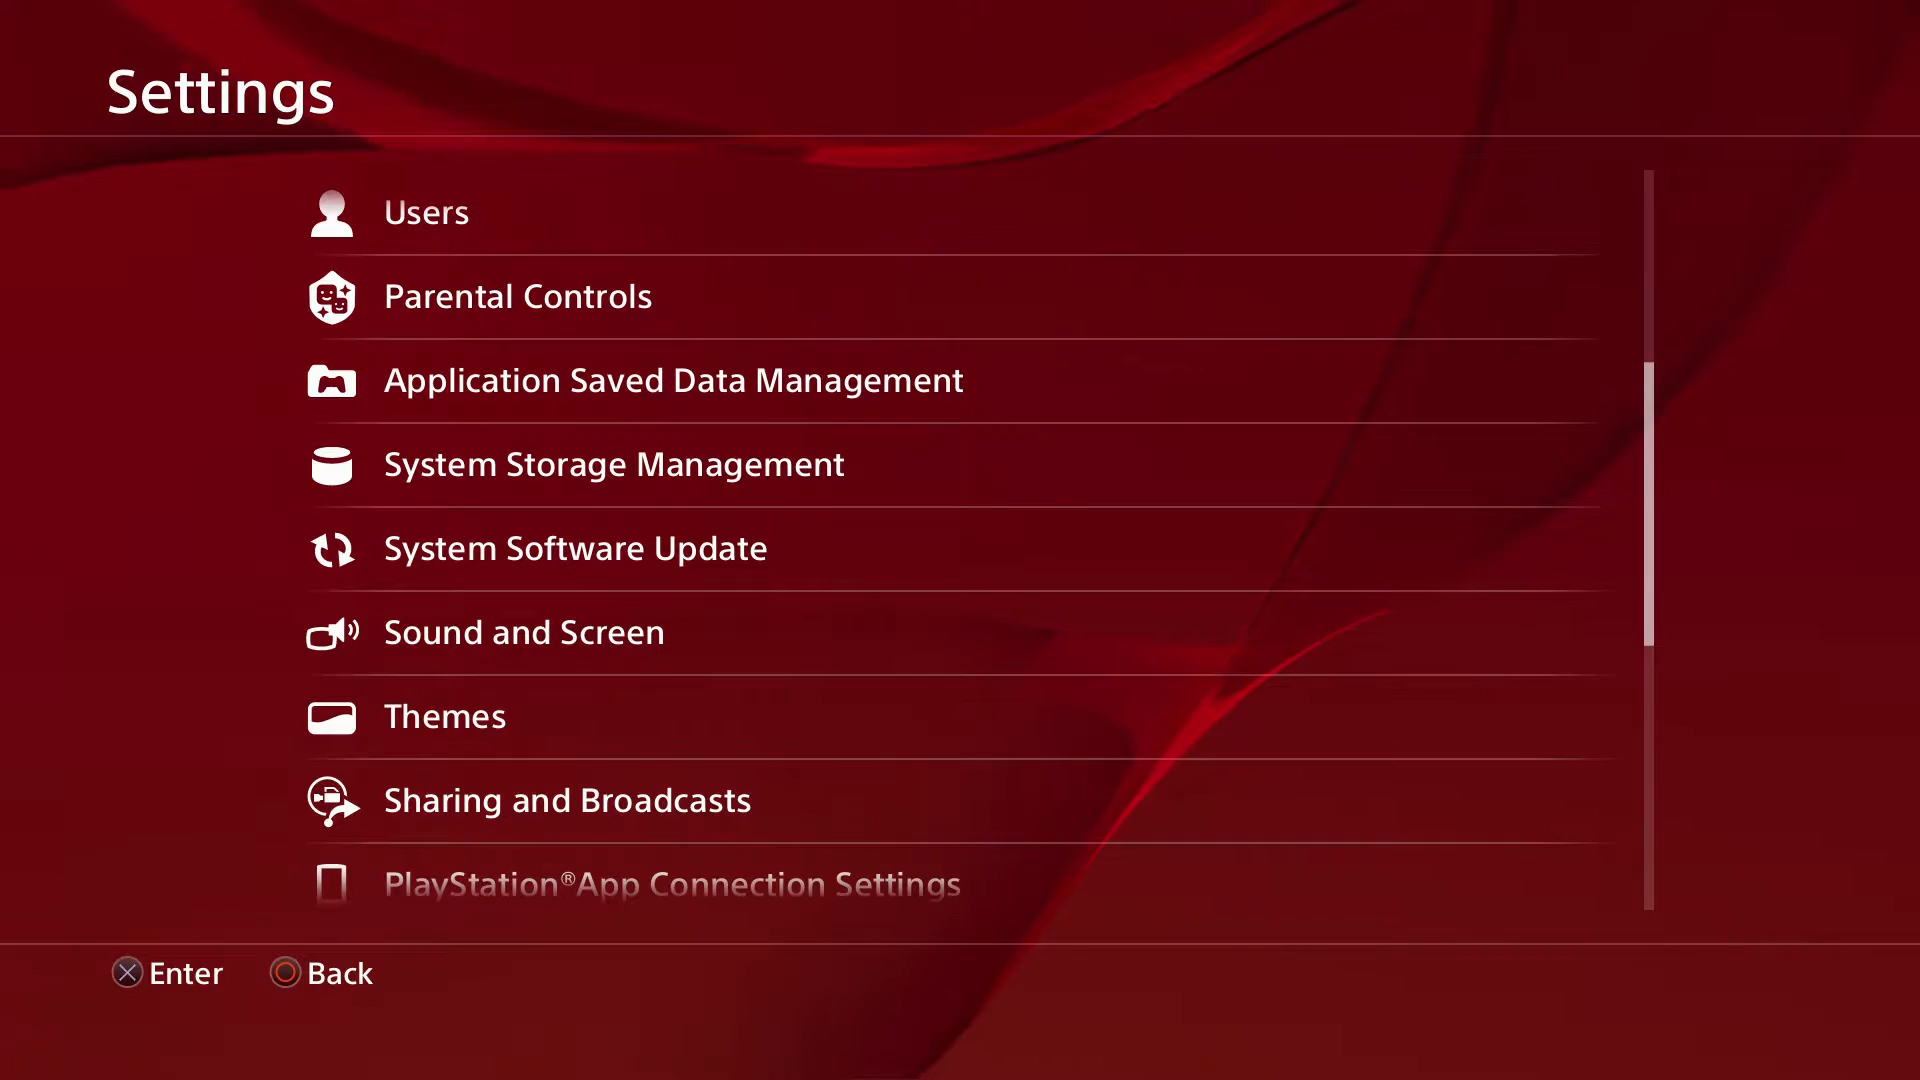 Settings
Users
Parental Controls
Application Saved Data Management
System Storage Management
System Software Update
Sound and Screen
Themes
Sharing and Broadcasts
PlayStation®App Connection Settings
Enter Back